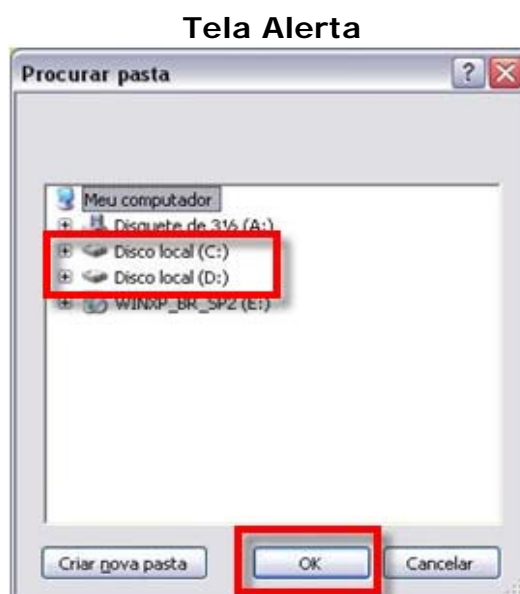 Tela Alerta
Procurar pasta
Meu computador
Disquete de 3½ (A:)
Disco local (C:)
Disco local (D:)
WINXP_BR_SP2 (E:)
Criar nova pasta
OK
Cancelar